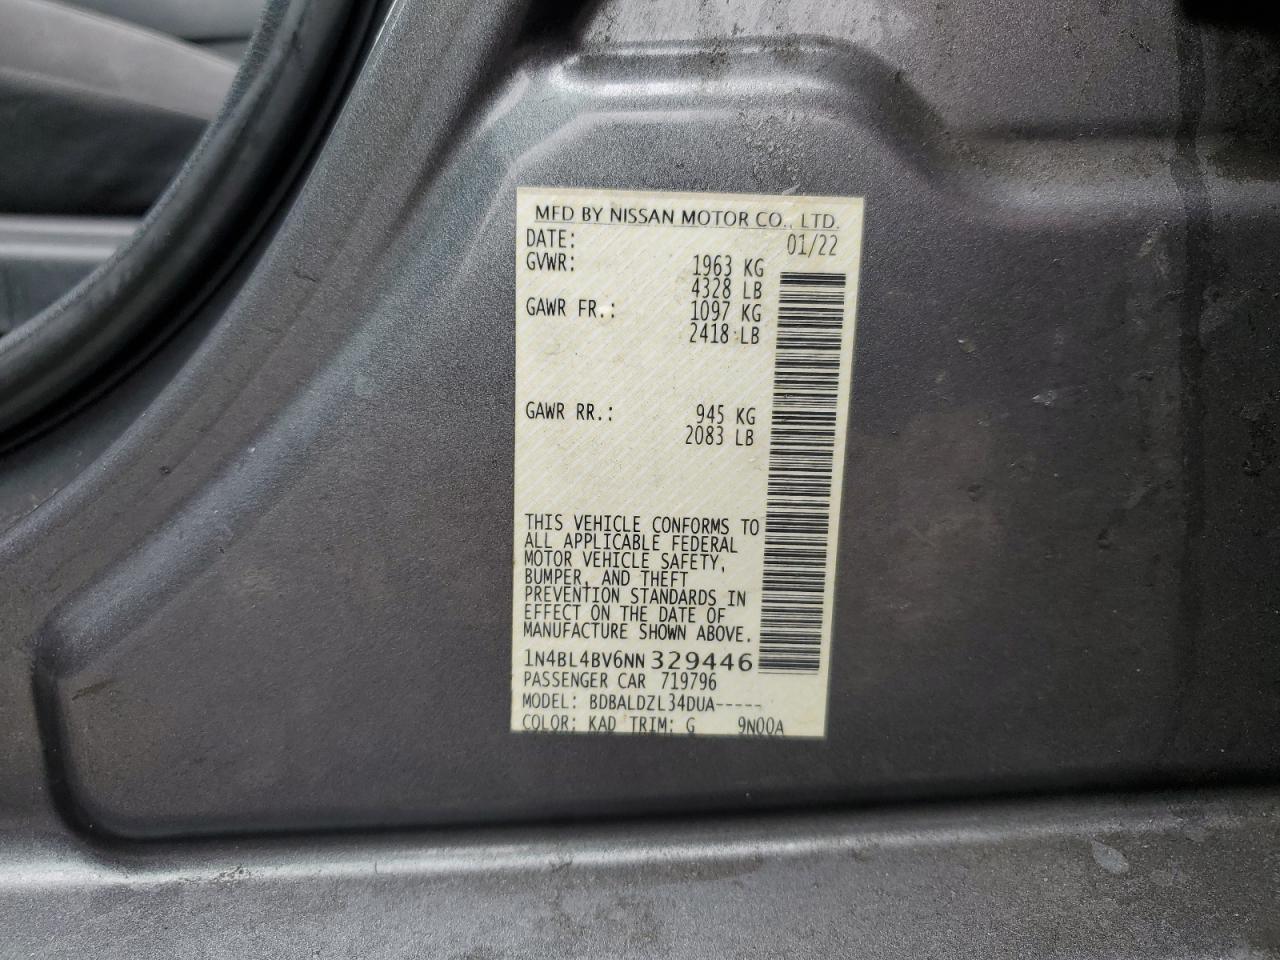 MFD BY NISSAN MOTOR CO., LTD.
DATE: 01/22
GVWR: 1963 KG
4328 LB
GAWR FR.: 1097 KG
2418 LB
GAWR RR.: 945 KG
2083 LB
THIS VEHICLE CONFORMS TO
ALL APPLICABLE FEDERAL
MOTOR VEHICLE SAFETY,
BUMPER, AND THEFT
PREVENTION STANDARDS IN
EFFECT ON THE DATE OF
MANUFACTURE SHOWN ABOVE.
1N4BL4BV6NN329446
PASSENGER CAR 719796
MODEL: BDBALDZL34DUA-----
COLOR: KAD TRIM: G 9N00A